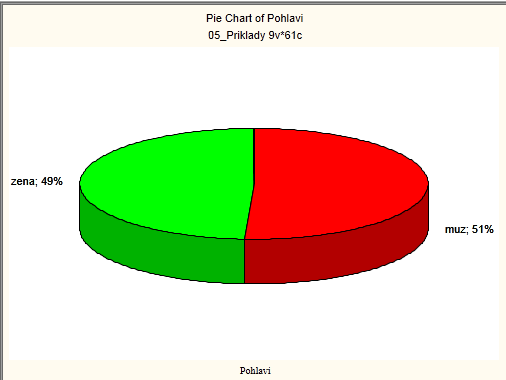 Pie Chart of Pohlavi
05_Priklady 9v*61c
zena; 49%
muz; 51%
Pohlavi